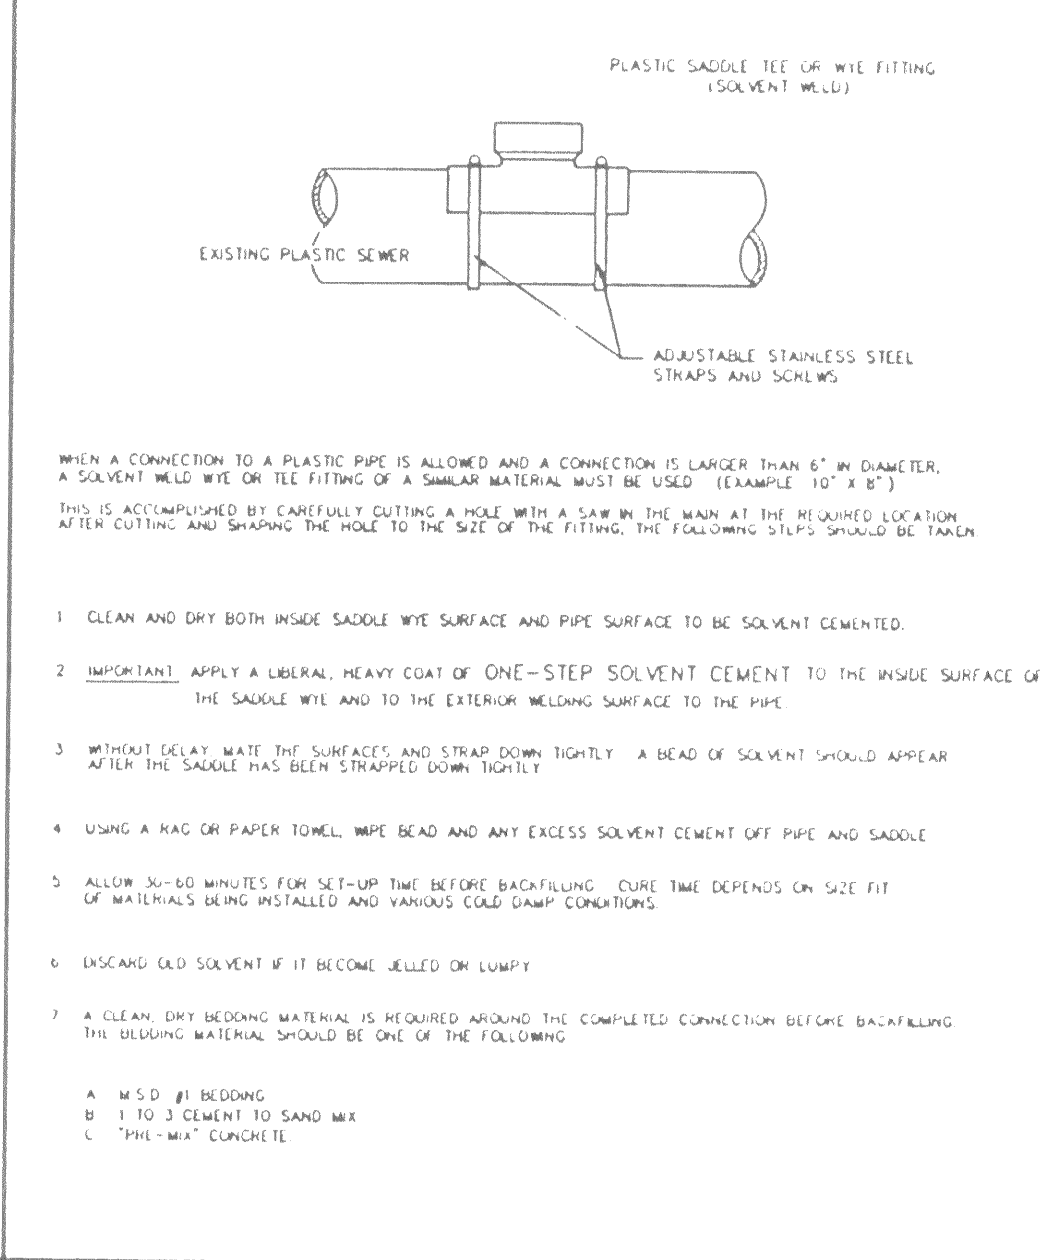 PLASTIC SADDLE TEE OR WYE FITTING
(SOLVENT WELD)
EXISTING PLASTIC SEWER
ADJUSTABLE STAINLESS STEEL
STRAPS AND SCREWS
WHEN A CONNECTION TO A PLASTIC PIPE IS ALLOWED AND A CONNECTION IS LARGER THAN 6" IN DIAMETER,
A SOLVENT WELD WYE OR TEE FITTING OF A SIMILAR MATERIAL MUST BE USED (EXAMPLE 10" X 8")
THIS IS ACCOMPLISHED BY CAREFULLY CUTTING A HOLE WITH A SAW IN THE MAIN AT THE REQUIRED LOCATION
AFTER CUTTING AND SHAPING THE HOLE TO THE SIZE OF THE FITTING, THE FOLLOWING STEPS SHOULD BE TAKEN
1 CLEAN AND DRY BOTH INSIDE SADDLE WYE SURFACE AND PIPE SURFACE TO BE SOLVENT CEMENTED.
2 IMPORTANT APPLY A LIBERAL, HEAVY COAT OF ONE-STEP SOLVENT CEMENT TO THE INSIDE SURFACE OF
THE SADDLE WYE AND TO THE EXTERIOR WELDING SURFACE TO THE PIPE.
3 WITHOUT DELAY, MATE THE SURFACES AND STRAP DOWN TIGHTLY A BEAD OF SOLVENT SHOULD APPEAR
AFTER THE SADDLE HAS BEEN STRAPPED DOWN TIGHTLY
4 USING A RAG OR PAPER TOWEL, WIPE BEAD AND ANY EXCESS SOLVENT CEMENT OFF PIPE AND SADDLE
5 ALLOW 30-60 MINUTES FOR SET-UP TIME BEFORE BACKFILLING CURE TIME DEPENDS ON SIZE FIT
OF MATERIALS BEING INSTALLED AND VARIOUS COLD DAMP CONDITIONS.
6 DISCARD OLD SOLVENT IF IT BECOME JELLED OR LUMPY
7 A CLEAN, DRY BEDDING MATERIAL IS REQUIRED AROUND THE COMPLETED CONNECTION BEFORE BACKFILLING.
THE BEDDING MATERIAL SHOULD BE ONE OF THE FOLLOWING
A M S D #1 BEDDING
B 1 TO 3 CEMENT TO SAND MIX
C "PRE-MIX" CONCRETE.